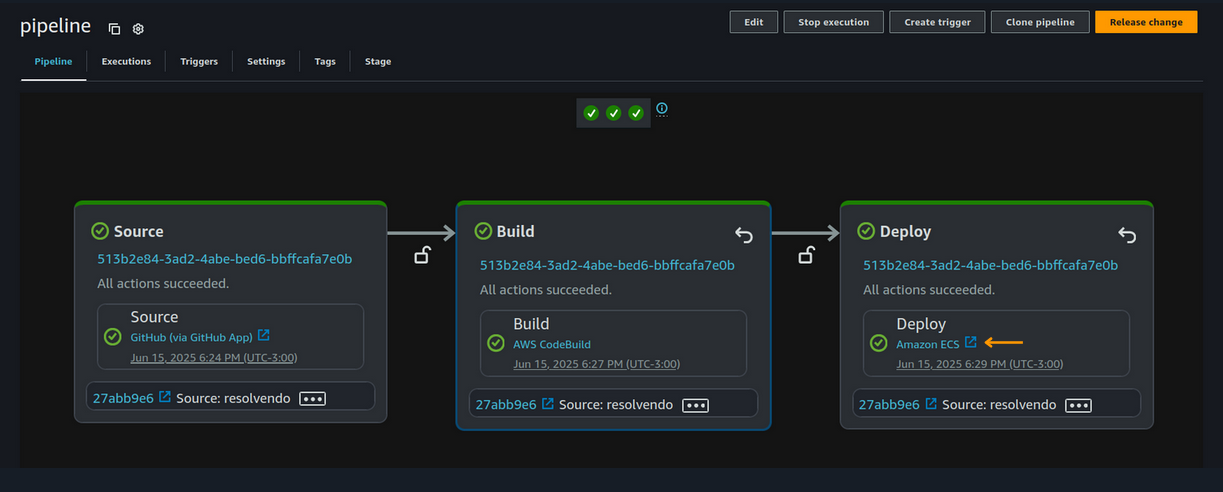 pipeline
Edit
Stop execution
Create trigger
Clone pipeline
Release change
Pipeline
Executions
Triggers
Settings
Tags
Stage
Source
513b2e84-3ad2-4abe-bed6-bbffcafa7e0b
All actions succeeded.
Source
GitHub (via GitHub App)
Jun 15, 2025 6:24 PM (UTC-3:00)
27abb9e6 Source: resolvendo
Build
513b2e84-3ad2-4abe-bed6-bbffcafa7e0b
All actions succeeded.
Build
AWS CodeBuild
Jun 15, 2025 6:27 PM (UTC-3:00)
27abb9e6 Source: resolvendo
Deploy
513b2e84-3ad2-4abe-bed6-bbffcafa7e0b
All actions succeeded.
Deploy
Amazon ECS
Jun 15, 2025 6:29 PM (UTC-3:00)
27abb9e6 Source: resolvendo